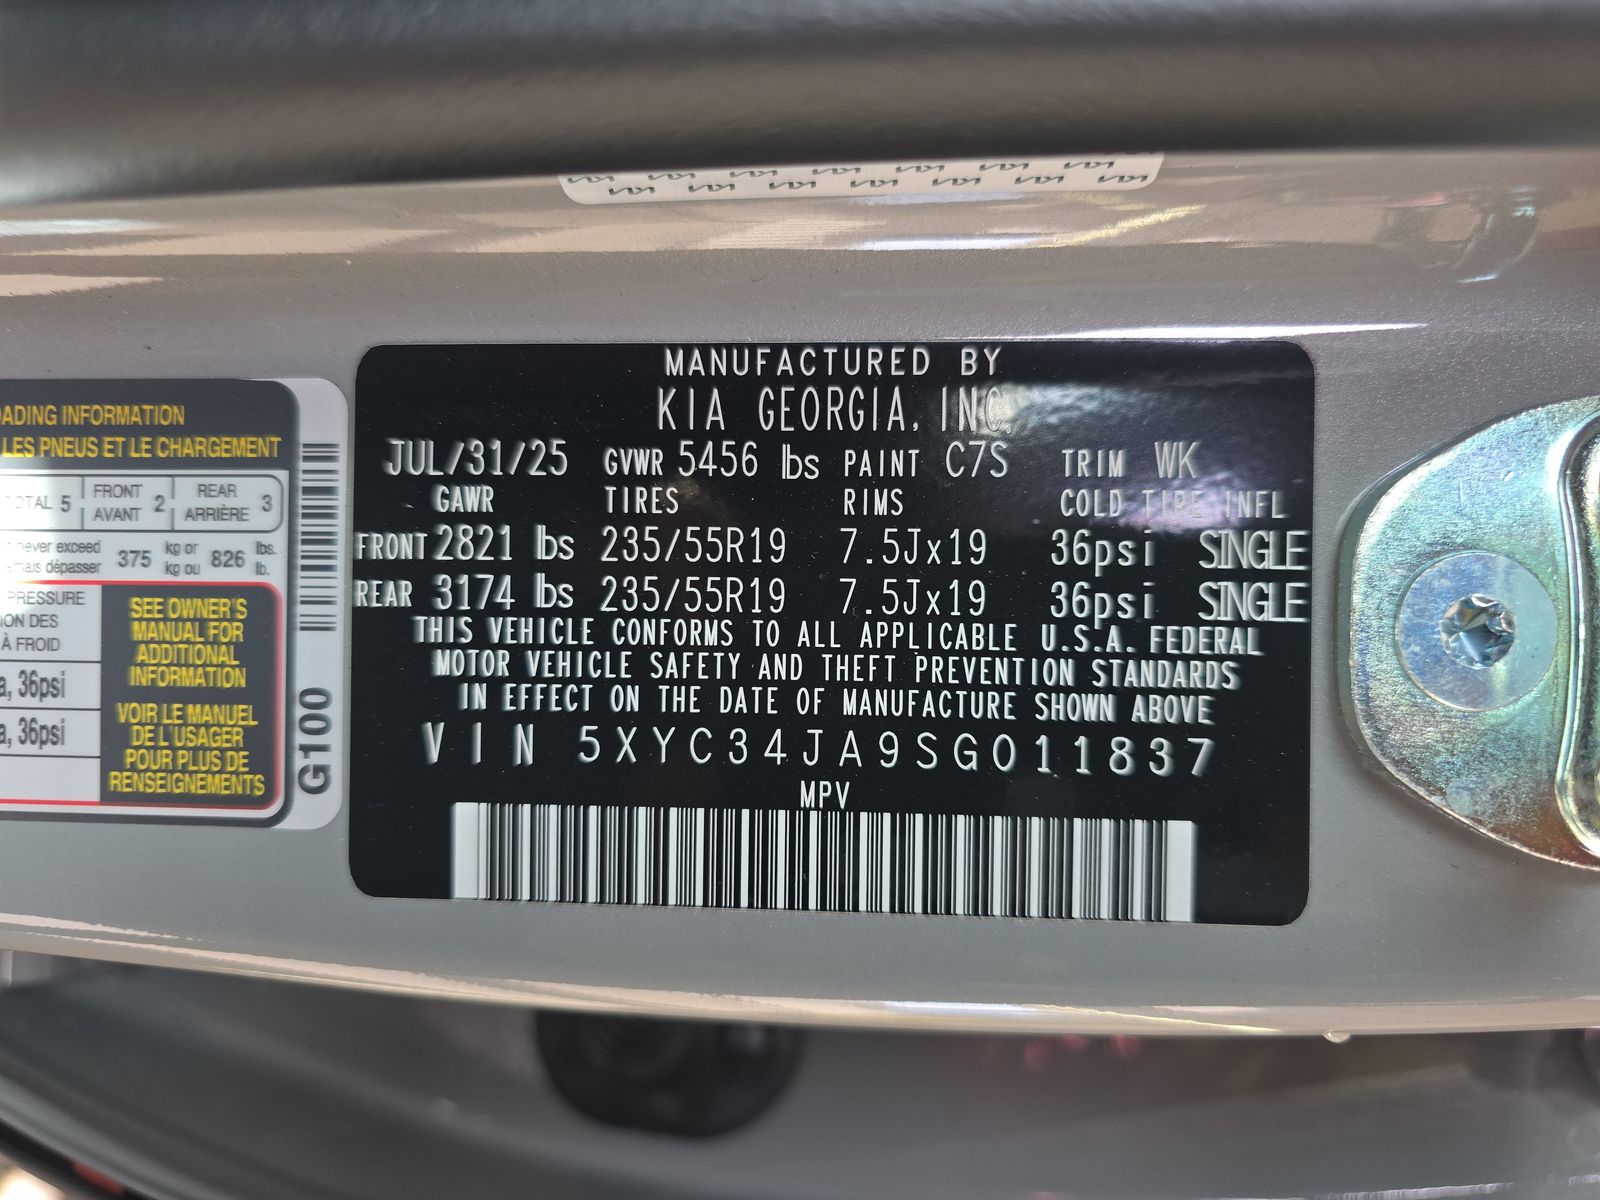 ADING INFORMATION
LES PNEUS ET LE CHARGEMENT
OTAL 5 FRONT AVANT 2 REAR ARRIÈRE 3
never exceed 375 kg or 826 lbs.
mais dépasser kg ou lb.
PRESSURE
ION DES
À FROID
a, 36psi
a, 36psi
SEE OWNER'S
MANUAL FOR
ADDITIONAL
INFORMATION
VOIR LE MANUEL
DE L'USAGER
POUR PLUS DE
RENSEIGNEMENTS
G100
MANUFACTURED BY
KIA GEORGIA, INC.
JUL/31/25 GVWR 5456 lbs PAINT C7S TRIM WK
GAWR TIRES RIMS COLD TIRE INFL
FRONT 2821 lbs 235/55R19 7.5Jx19 36psi SINGLE
REAR 3174 lbs 235/55R19 7.5Jx19 36psi SINGLE
THIS VEHICLE CONFORMS TO ALL APPLICABLE U.S.A. FEDERAL
MOTOR VEHICLE SAFETY AND THEFT PREVENTION STANDARDS
IN EFFECT ON THE DATE OF MANUFACTURE SHOWN ABOVE
VIN 5XYC34JA9SG011837
MPV